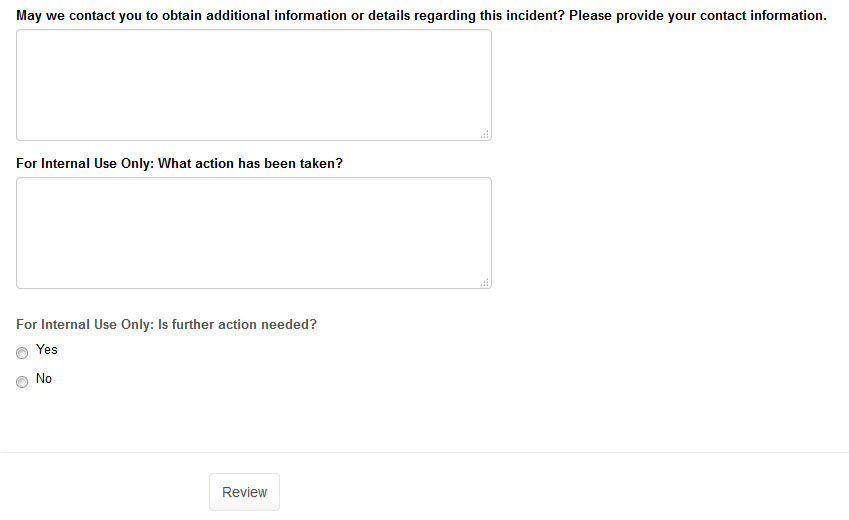 May we contact you to obtain additional information or details regarding this incident? Please provide your contact information.
For Internal Use Only: What action has been taken?
For Internal Use Only: Is further action needed?
Yes
No
Review